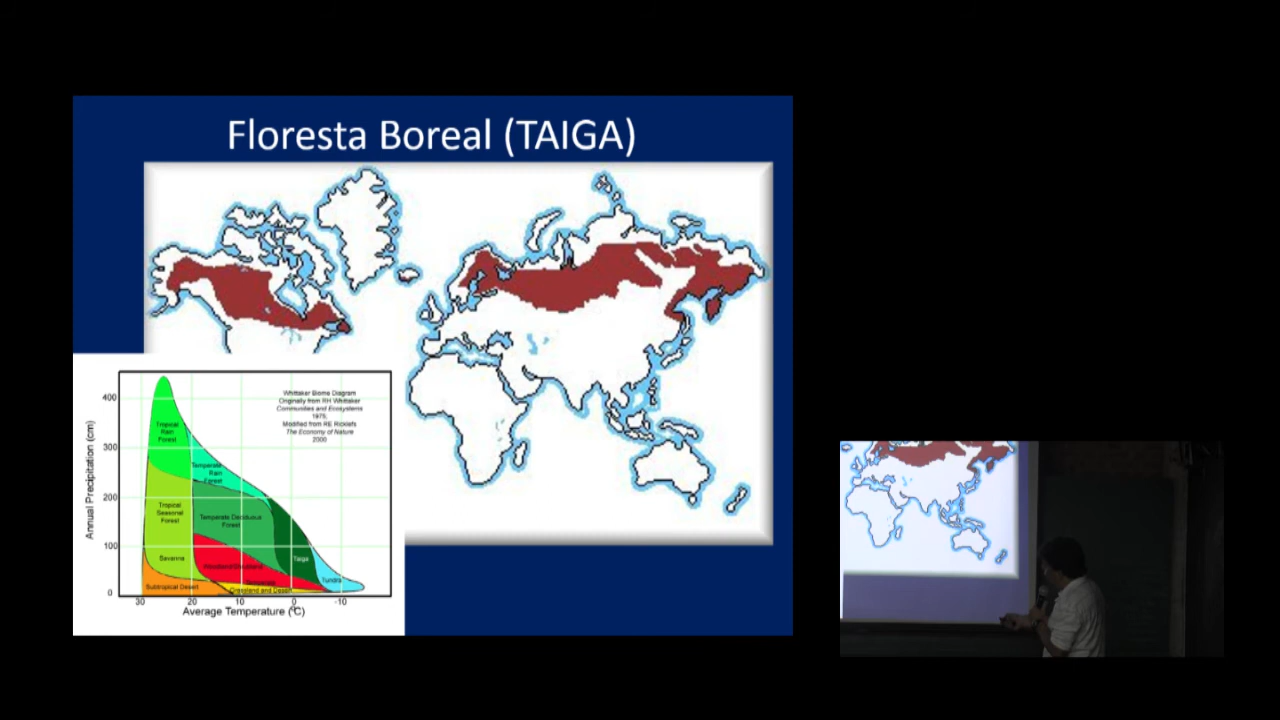 Floresta Boreal (TAIGA)
Whittaker Biome Diagram
Originally from RH Whittaker
Communities and Ecosystems
1975;
Modified from RE Ricklefs
The Economy of Nature
2000
Annual Precipitation (cm)
400
300
200
100
0
Tropical
Rain
Forest
Temperate
Rain
Forest
Tropical
Seasonal
Forest
Temperate Deciduous
Forest
Savanna
Woodland/Shrubland
Taiga
Subtropical Desert
Temperate
Grassland and Desert
Tundra
30
20
10
0
-10
Average Temperature (°C)